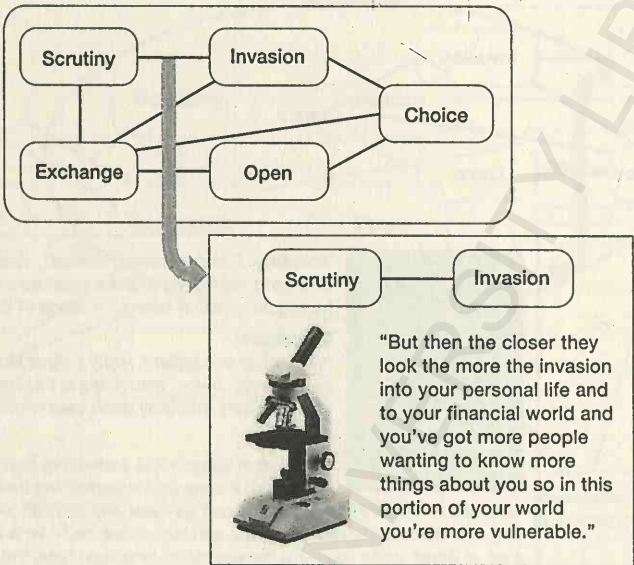 Scrutiny
Invasion
Choice
Exchange
Open
Scrutiny
Invasion
"But then the closer they
look the more the invasion
into your personal life and
to your financial world and
you've got more people
wanting to know more
things about you so in this
portion of your world
you're more vulnerable."